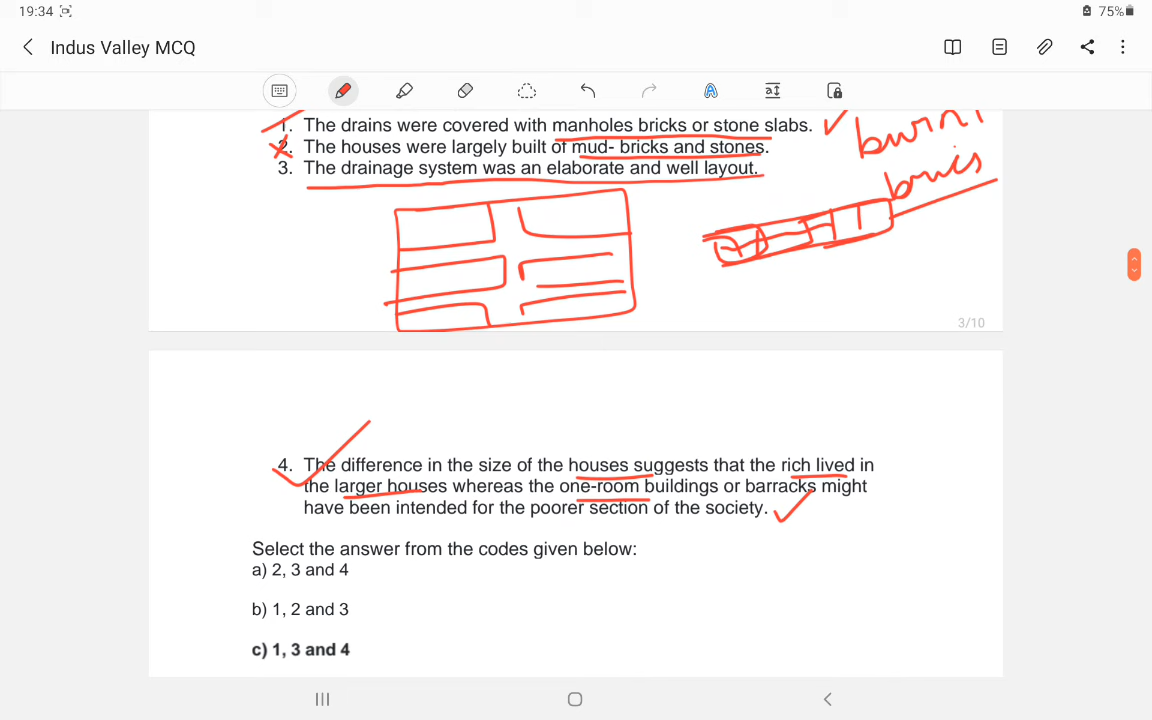 19:34
75%
Indus Valley MCQ
1. The drains were covered with manholes bricks or stone slabs.
2. The houses were largely built of mud- bricks and stones.
3. The drainage system was an elaborate and well layout.
burnt
3/10
4. The difference in the size of the houses suggests that the rich lived in
the larger houses whereas the one-room buildings or barracks might
have been intended for the poorer section of the society.
Select the answer from the codes given below:
a) 2, 3 and 4
b) 1, 2 and 3
c) 1, 3 and 4